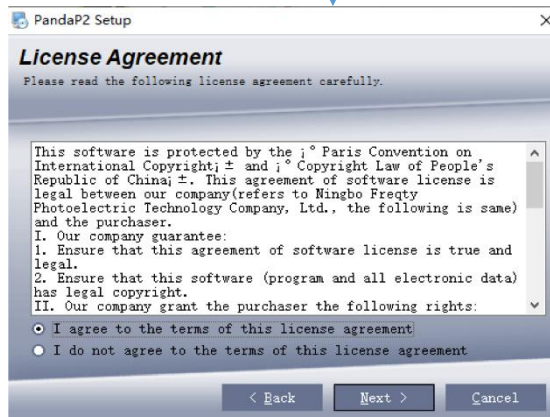 PandaP2 Setup
License Agreement
Please read the following license agreement carefully.
This software is protected by the ¡° Paris Convention on
International Copyright¡± and ¡° Copyright Law of People's
Republic of China¡±. This agreement of software license is
legal between our company(refers to Ningbo Freqty
Photoelectric Technology Company, Ltd., the following is same)
and the purchaser.
I. Our company guarantee:
1. Ensure that this agreement of software license is true and
legal.
2. Ensure that this software (program and all electronic data)
has legal copyright.
II. Our company grant the purchaser the following rights:
I agree to the terms of this license agreement
I do not agree to the terms of this license agreement
< Back Next > Cancel